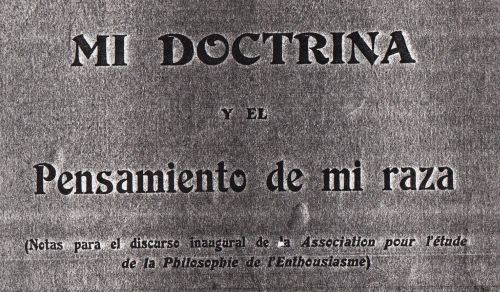 MI DOCTRINA
Y EL
Pensamiento de mi raza
(Notas para el discurso inaugural de la Association pour l'étude
de la Philosophie de l'Enthousiasme)